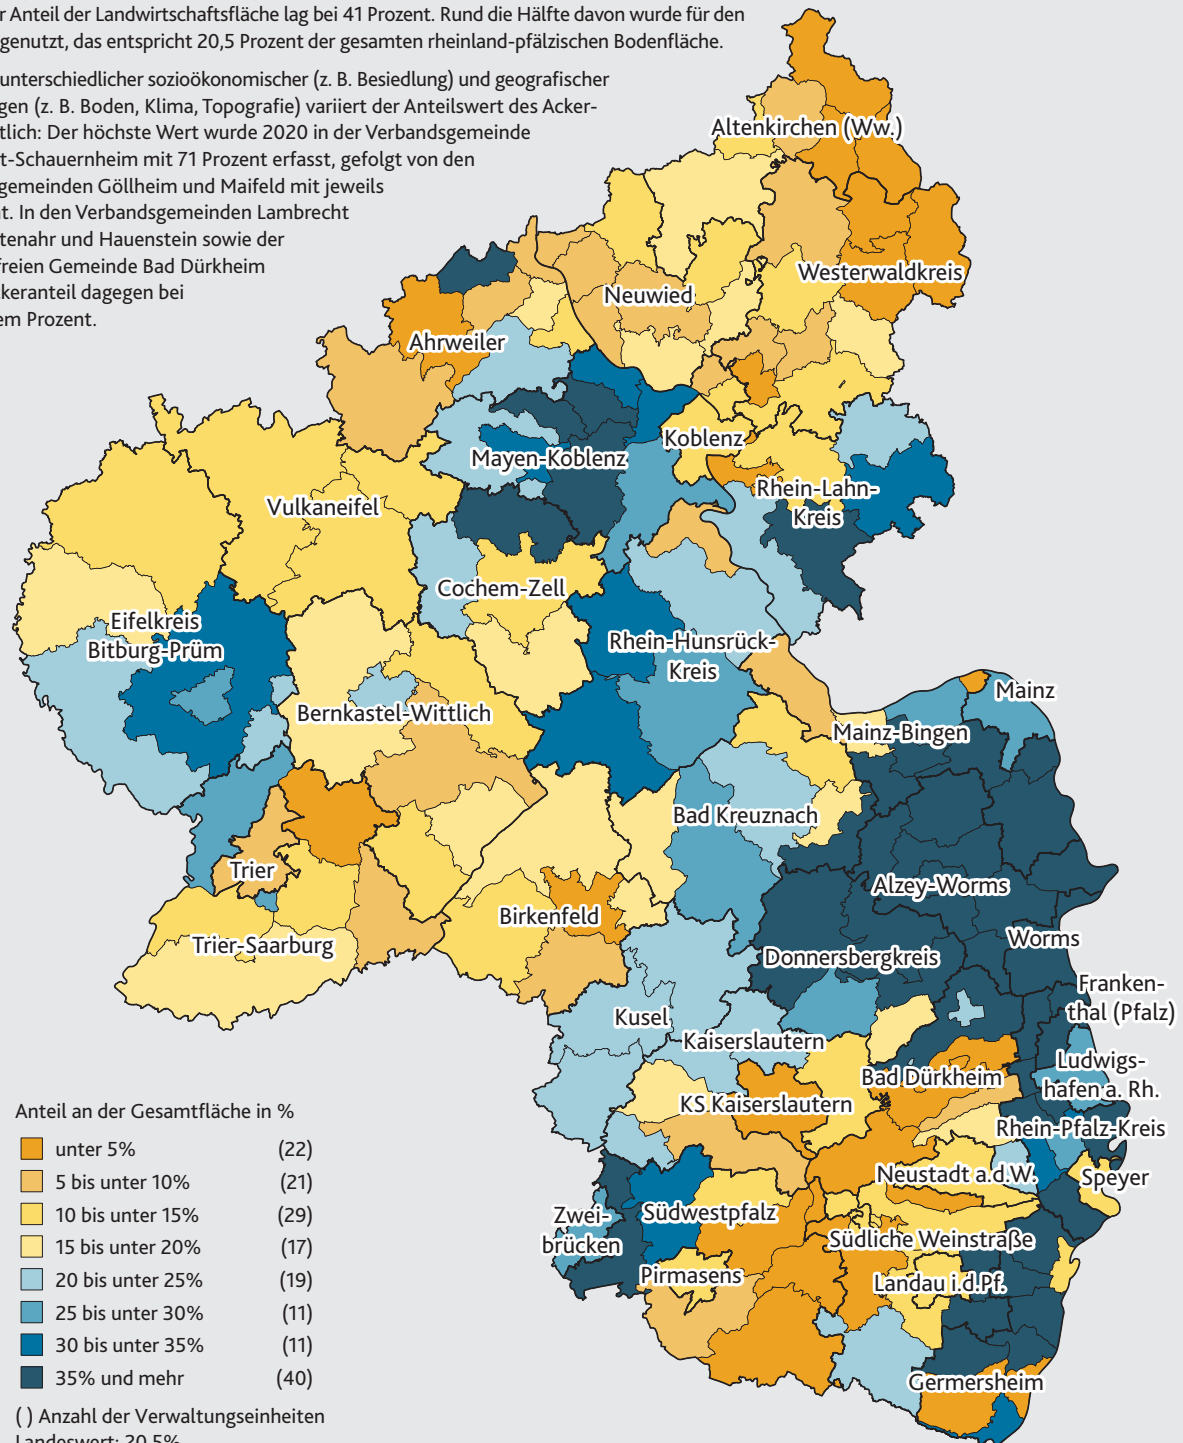 r Anteil der Landwirtschaftsfläche lag bei 41 Prozent. Rund die Hälfte davon wurde für den
genutzt, das entspricht 20,5 Prozent der gesamten rheinland-pfälzischen Bodenfläche.
unterschiedlicher sozioökonomischer (z. B. Besiedlung) und geografischer
gen (z. B. Boden, Klima, Topografie) variiert der Anteilswert des Acker-
tlich: Der höchste Wert wurde 2020 in der Verbandsgemeinde
t-Schauernheim mit 71 Prozent erfasst, gefolgt von den
gemeinden Göllheim und Maifeld mit jeweils
t. In den Verbandsgemeinden Lambrecht
tenahr und Hauenstein sowie der
freien Gemeinde Bad Dürkheim
ckeranteil dagegen bei
em Prozent.
Altenkirchen (Ww.)
Westerwaldkreis
Neuwied
Ahrweiler
Koblenz
Mayen-Koblenz
Rhein-Lahn-
Kreis
Vulkaneifel
Cochem-Zell
Eifelkreis
Bitburg-Prüm
Rhein-Hunsrück-
Kreis
Mainz
Bernkastel-Wittlich
Mainz-Bingen
Bad Kreuznach
Trier
Alzey-Worms
Birkenfeld
Trier-Saarburg
Worms
Donnersbergkreis
Franken-
thal (Pfalz)
Kusel
Kaiserslautern
Ludwigs-
hafen a. Rh.
Bad Dürkheim
KS Kaiserslautern
Rhein-Pfalz-Kreis
Neustadt a.d.W.
Speyer
Zwei-
brücken
Südwestpfalz
Südliche Weinstraße
Pirmasens
Landau i.d.Pf.
Germersheim
Anteil an der Gesamtfläche in %
unter 5% (22)
5 bis unter 10% (21)
10 bis unter 15% (29)
15 bis unter 20% (17)
20 bis unter 25% (19)
25 bis unter 30% (11)
30 bis unter 35% (11)
35% und mehr (40)
( ) Anzahl der Verwaltungseinheiten
Landeswert: 20,5%